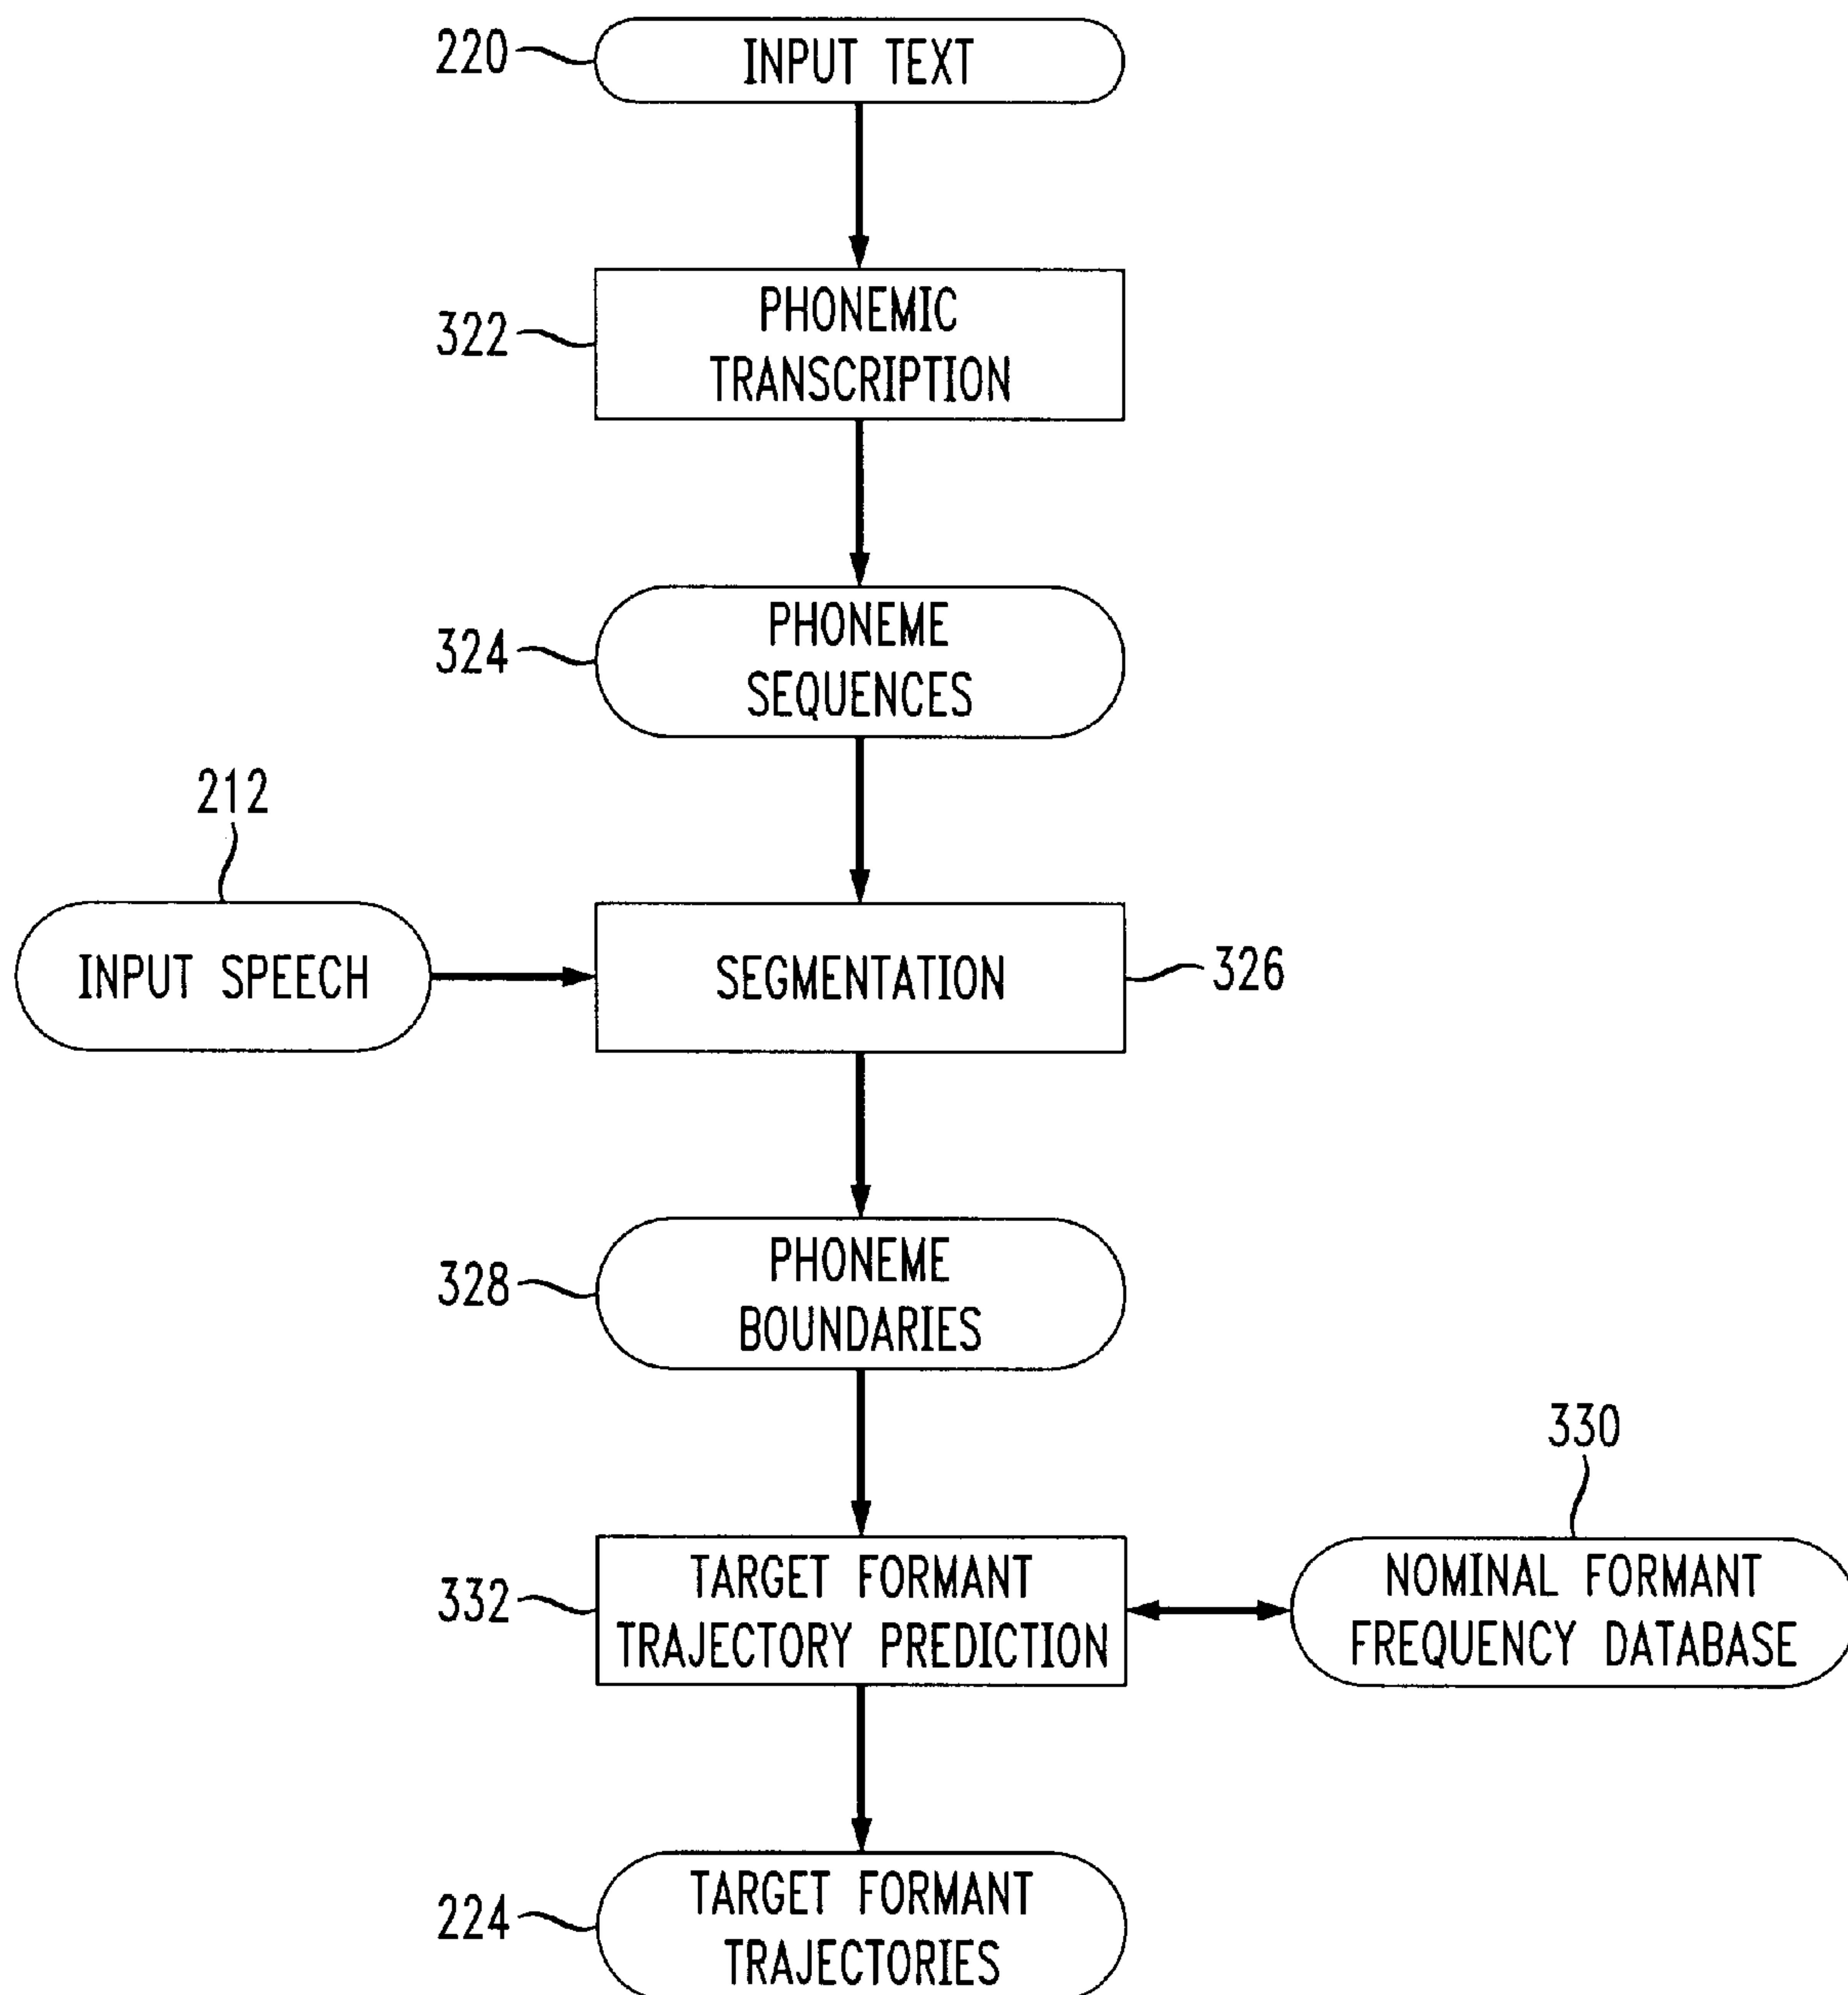 220
INPUT TEXT
322
PHONEMIC
TRANSCRIPTION
324
PHONEME
SEQUENCES
212
INPUT SPEECH
SEGMENTATION
326
328
PHONEME
BOUNDARIES
330
332
TARGET FORMANT
TRAJECTORY PREDICTION
NOMINAL FORMANT
FREQUENCY DATABASE
224
TARGET FORMANT
TRAJECTORIES